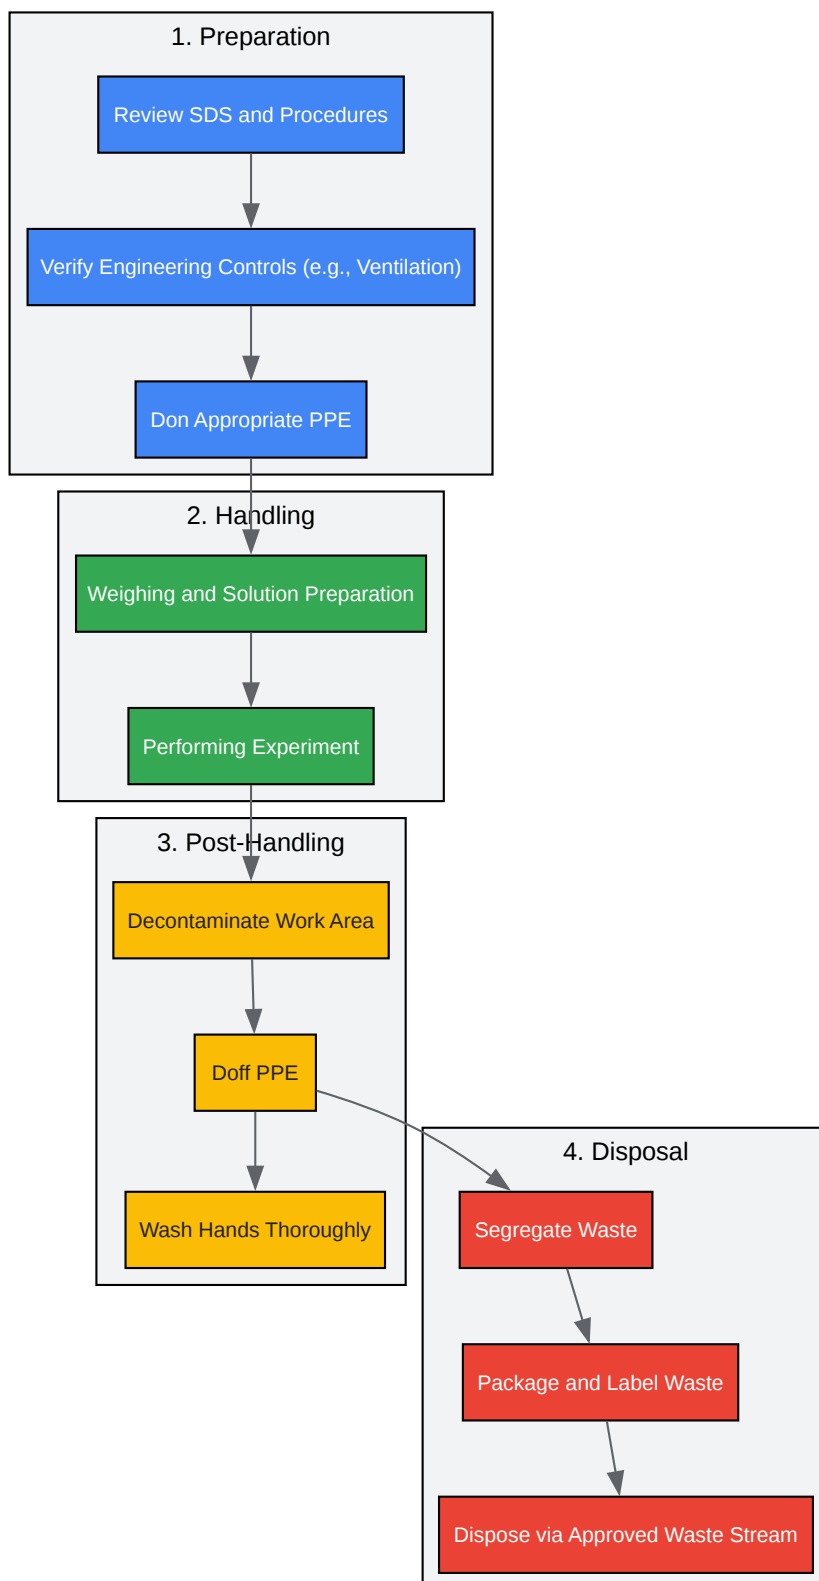 1. Preparation
Review SDS and Procedures
Verify Engineering Controls (e.g., Ventilation)
Don Appropriate PPE
2. Handling
Weighing and Solution Preparation
Performing Experiment
3. Post-Handling
Decontaminate Work Area
Doff PPE
Wash Hands Thoroughly
4. Disposal
Segregate Waste
Package and Label Waste
Dispose via Approved Waste Stream